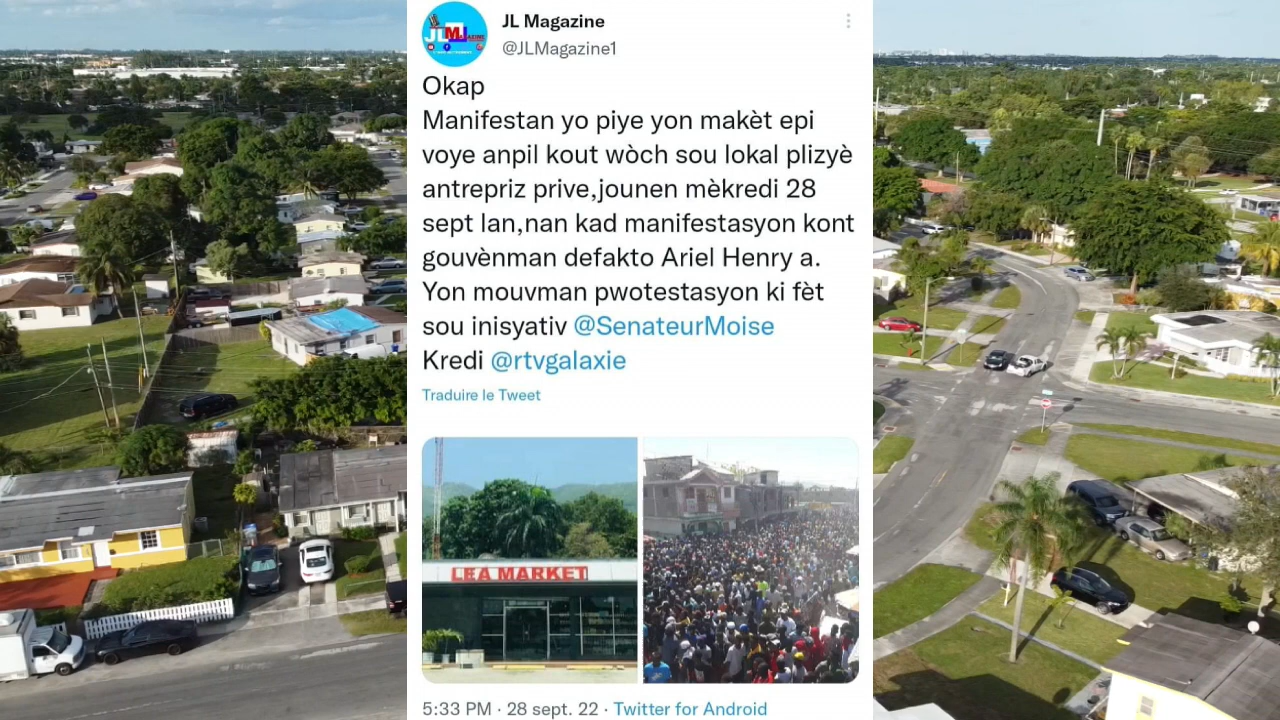 JL Magazine
@JLMagazine1
Okap
Manifestan yo piye yon makèt epi
voye anpil kout wòch sou lokal plizyè
antrepriz prive,jounen mèkredi 28
sept lan,nan kad manifestasyon kont
gouvènman defakto Ariel Henry a.
Yon mouvman pwotestasyon ki fèt
sou inisyativ @SenateurMoise
Kredi @rtvgalaxie
Traduire le Tweet
LEA MARKET
5:33 PM · 28 sept. 22 · Twitter for Android